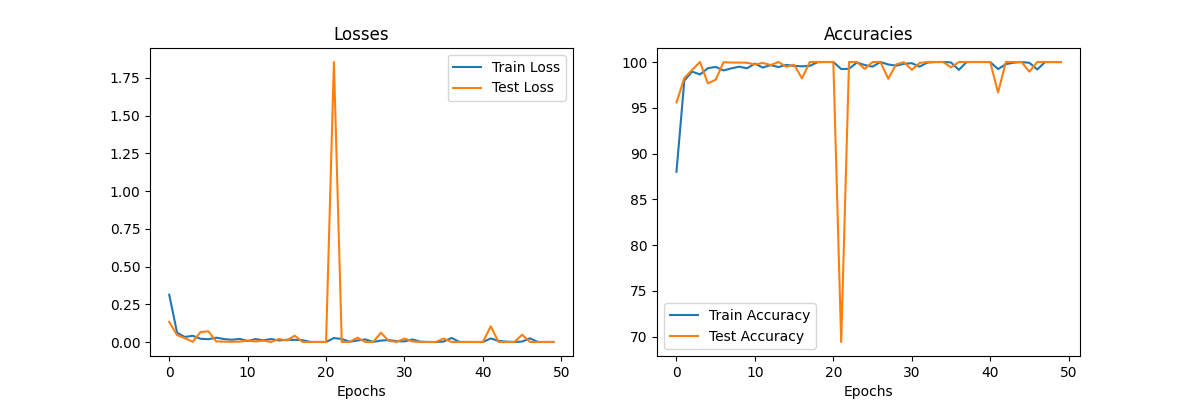 Losses
Train Loss
Test Loss
1.75
1.50
1.25
1.00
0.75
0.50
0.25
0.00
0 10 20 30 40 50
Epochs
Accuracies
100
95
90
85
80
75
70
Train Accuracy
Test Accuracy
0 10 20 30 40 50
Epochs